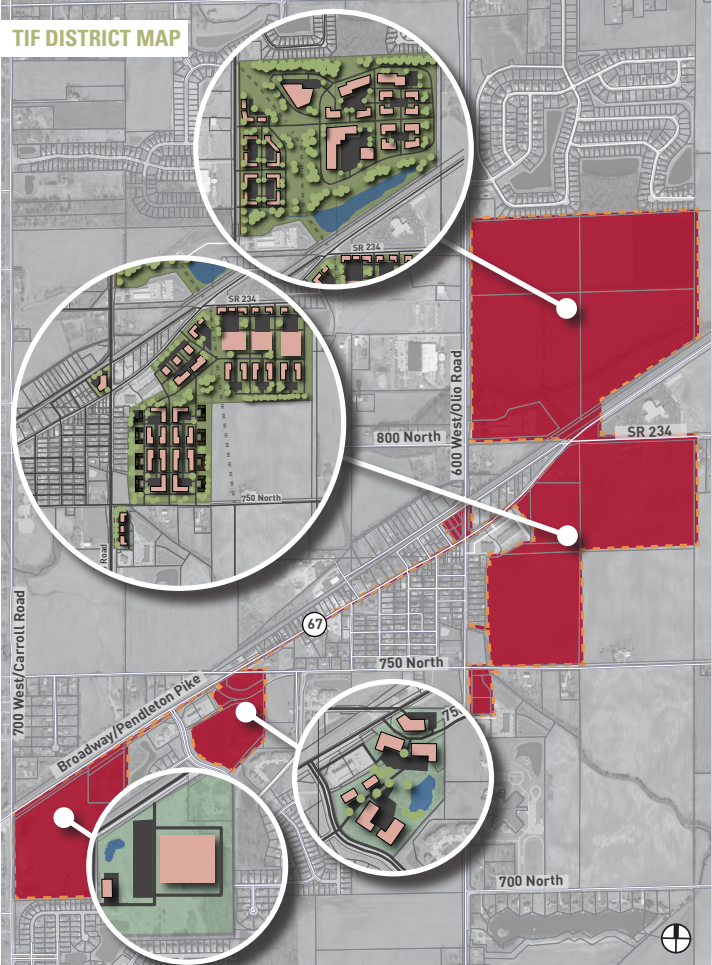 TIF DISTRICT MAP
SR 234
SR 234
750 North
Road
600 West/Olio Road
800 North
SR 234
700 West/Carroll Road
67
750 North
Broadway/Pendleton Pike
75
700 North